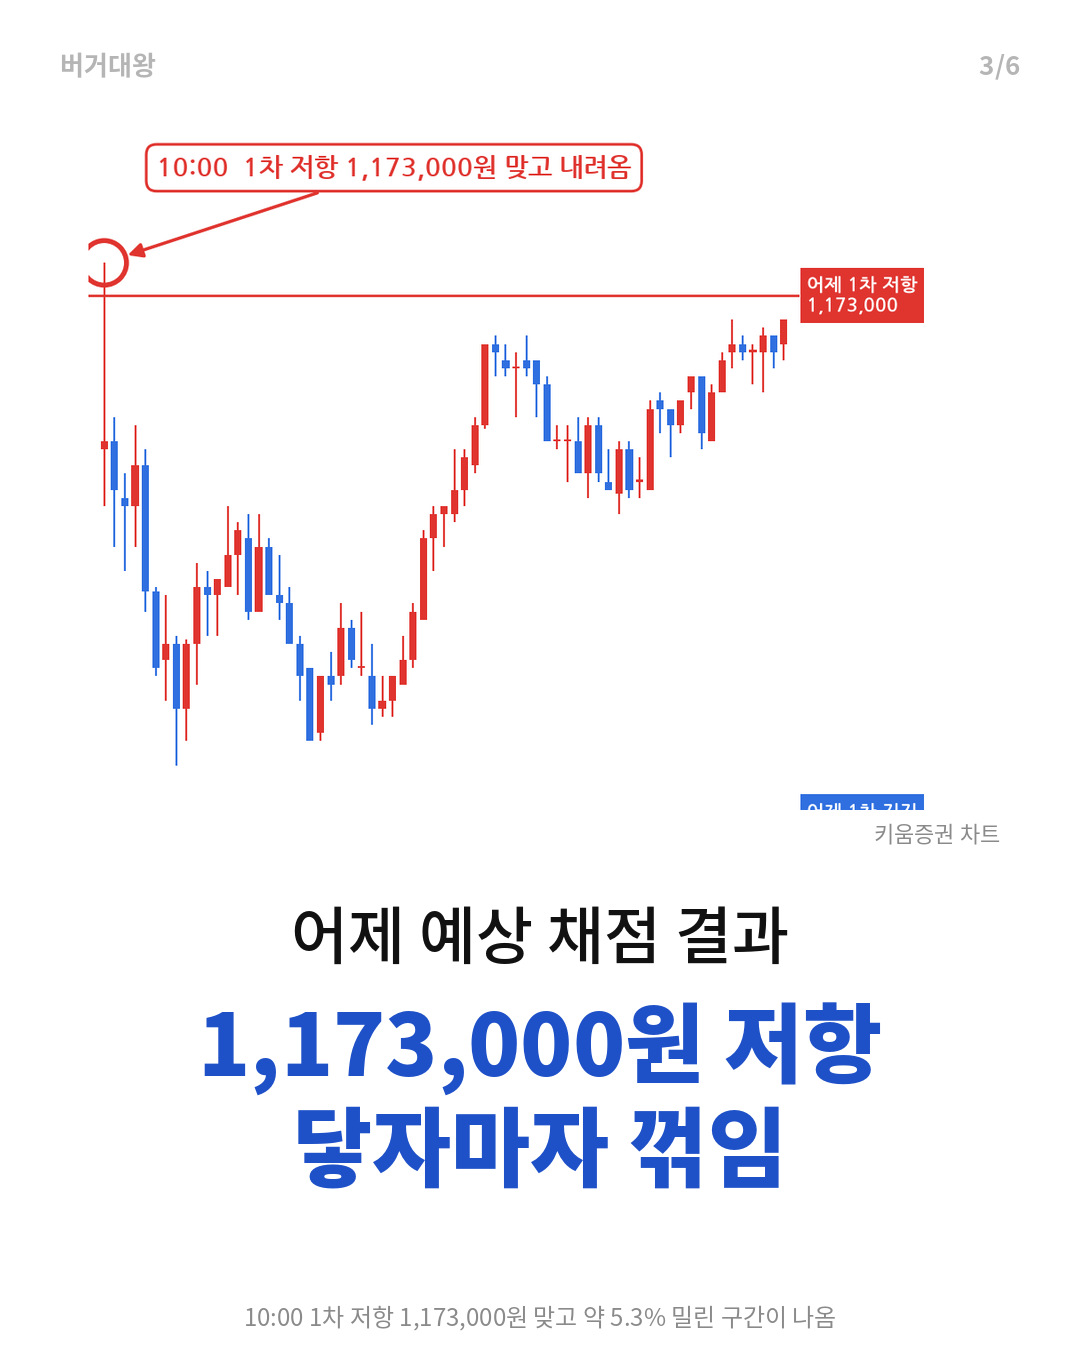 버거대왕
3/6
10:00 1차 저항 1,173,000원 맞고 내려옴
어제 1차 저항
1,173,000
어제 1차
키움증권 차트
어제 예상 채점 결과
1,173,000원 저항
닿자마자 꺾임
10:00 1차 저항 1,173,000원 맞고 약 5.3% 밀린 구간이 나옴